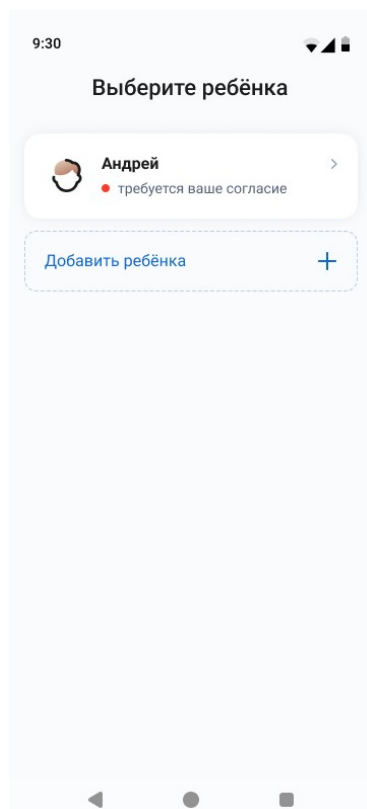 9:30
Выберите ребёнка
Андрей
требуется ваше согласие
Добавить ребёнка